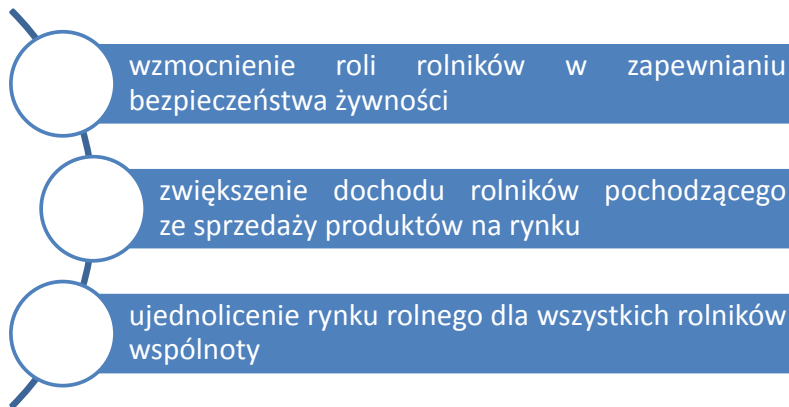 wzmocnienie roli rolników w zapewnianiu
bezpieczeństwa żywności
zwiększenie dochodu rolników pochodzącego
ze sprzedaży produktów na rynku
ujednolicenie rynku rolnego dla wszystkich rolników
wspólnoty